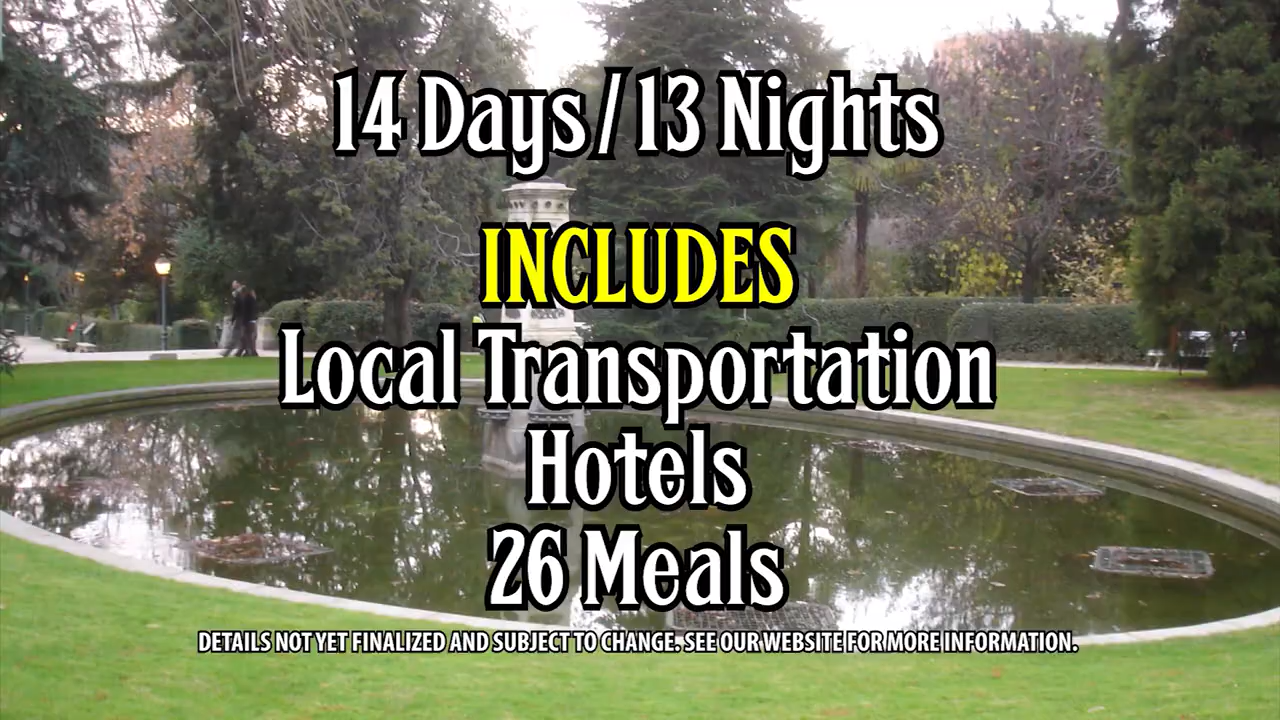 14 Days / 13 Nights
INCLUDES
Local Transportation
Hotels
26 Meals
DETAILS NOT YET FINALIZED AND SUBJECT TO CHANGE. SEE OUR WEBSITE FOR MORE INFORMATION.